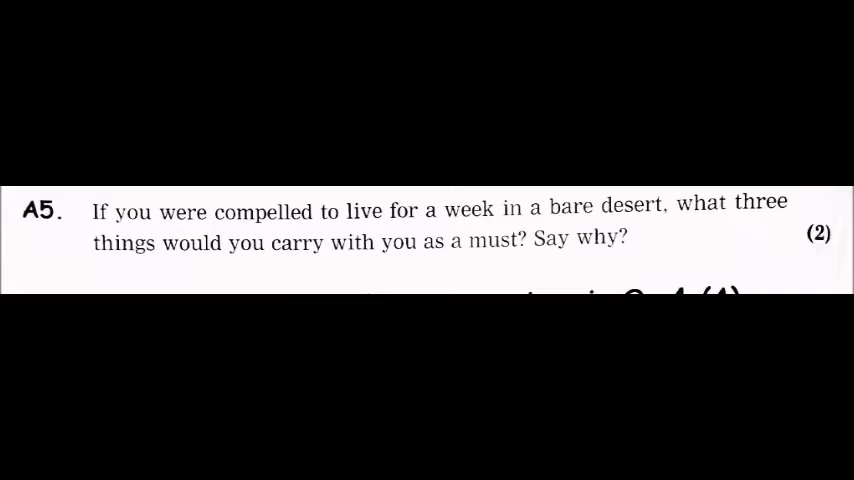 A5. If you were compelled to live for a week in a bare desert, what three
things would you carry with you as a must? Say why?
(2)